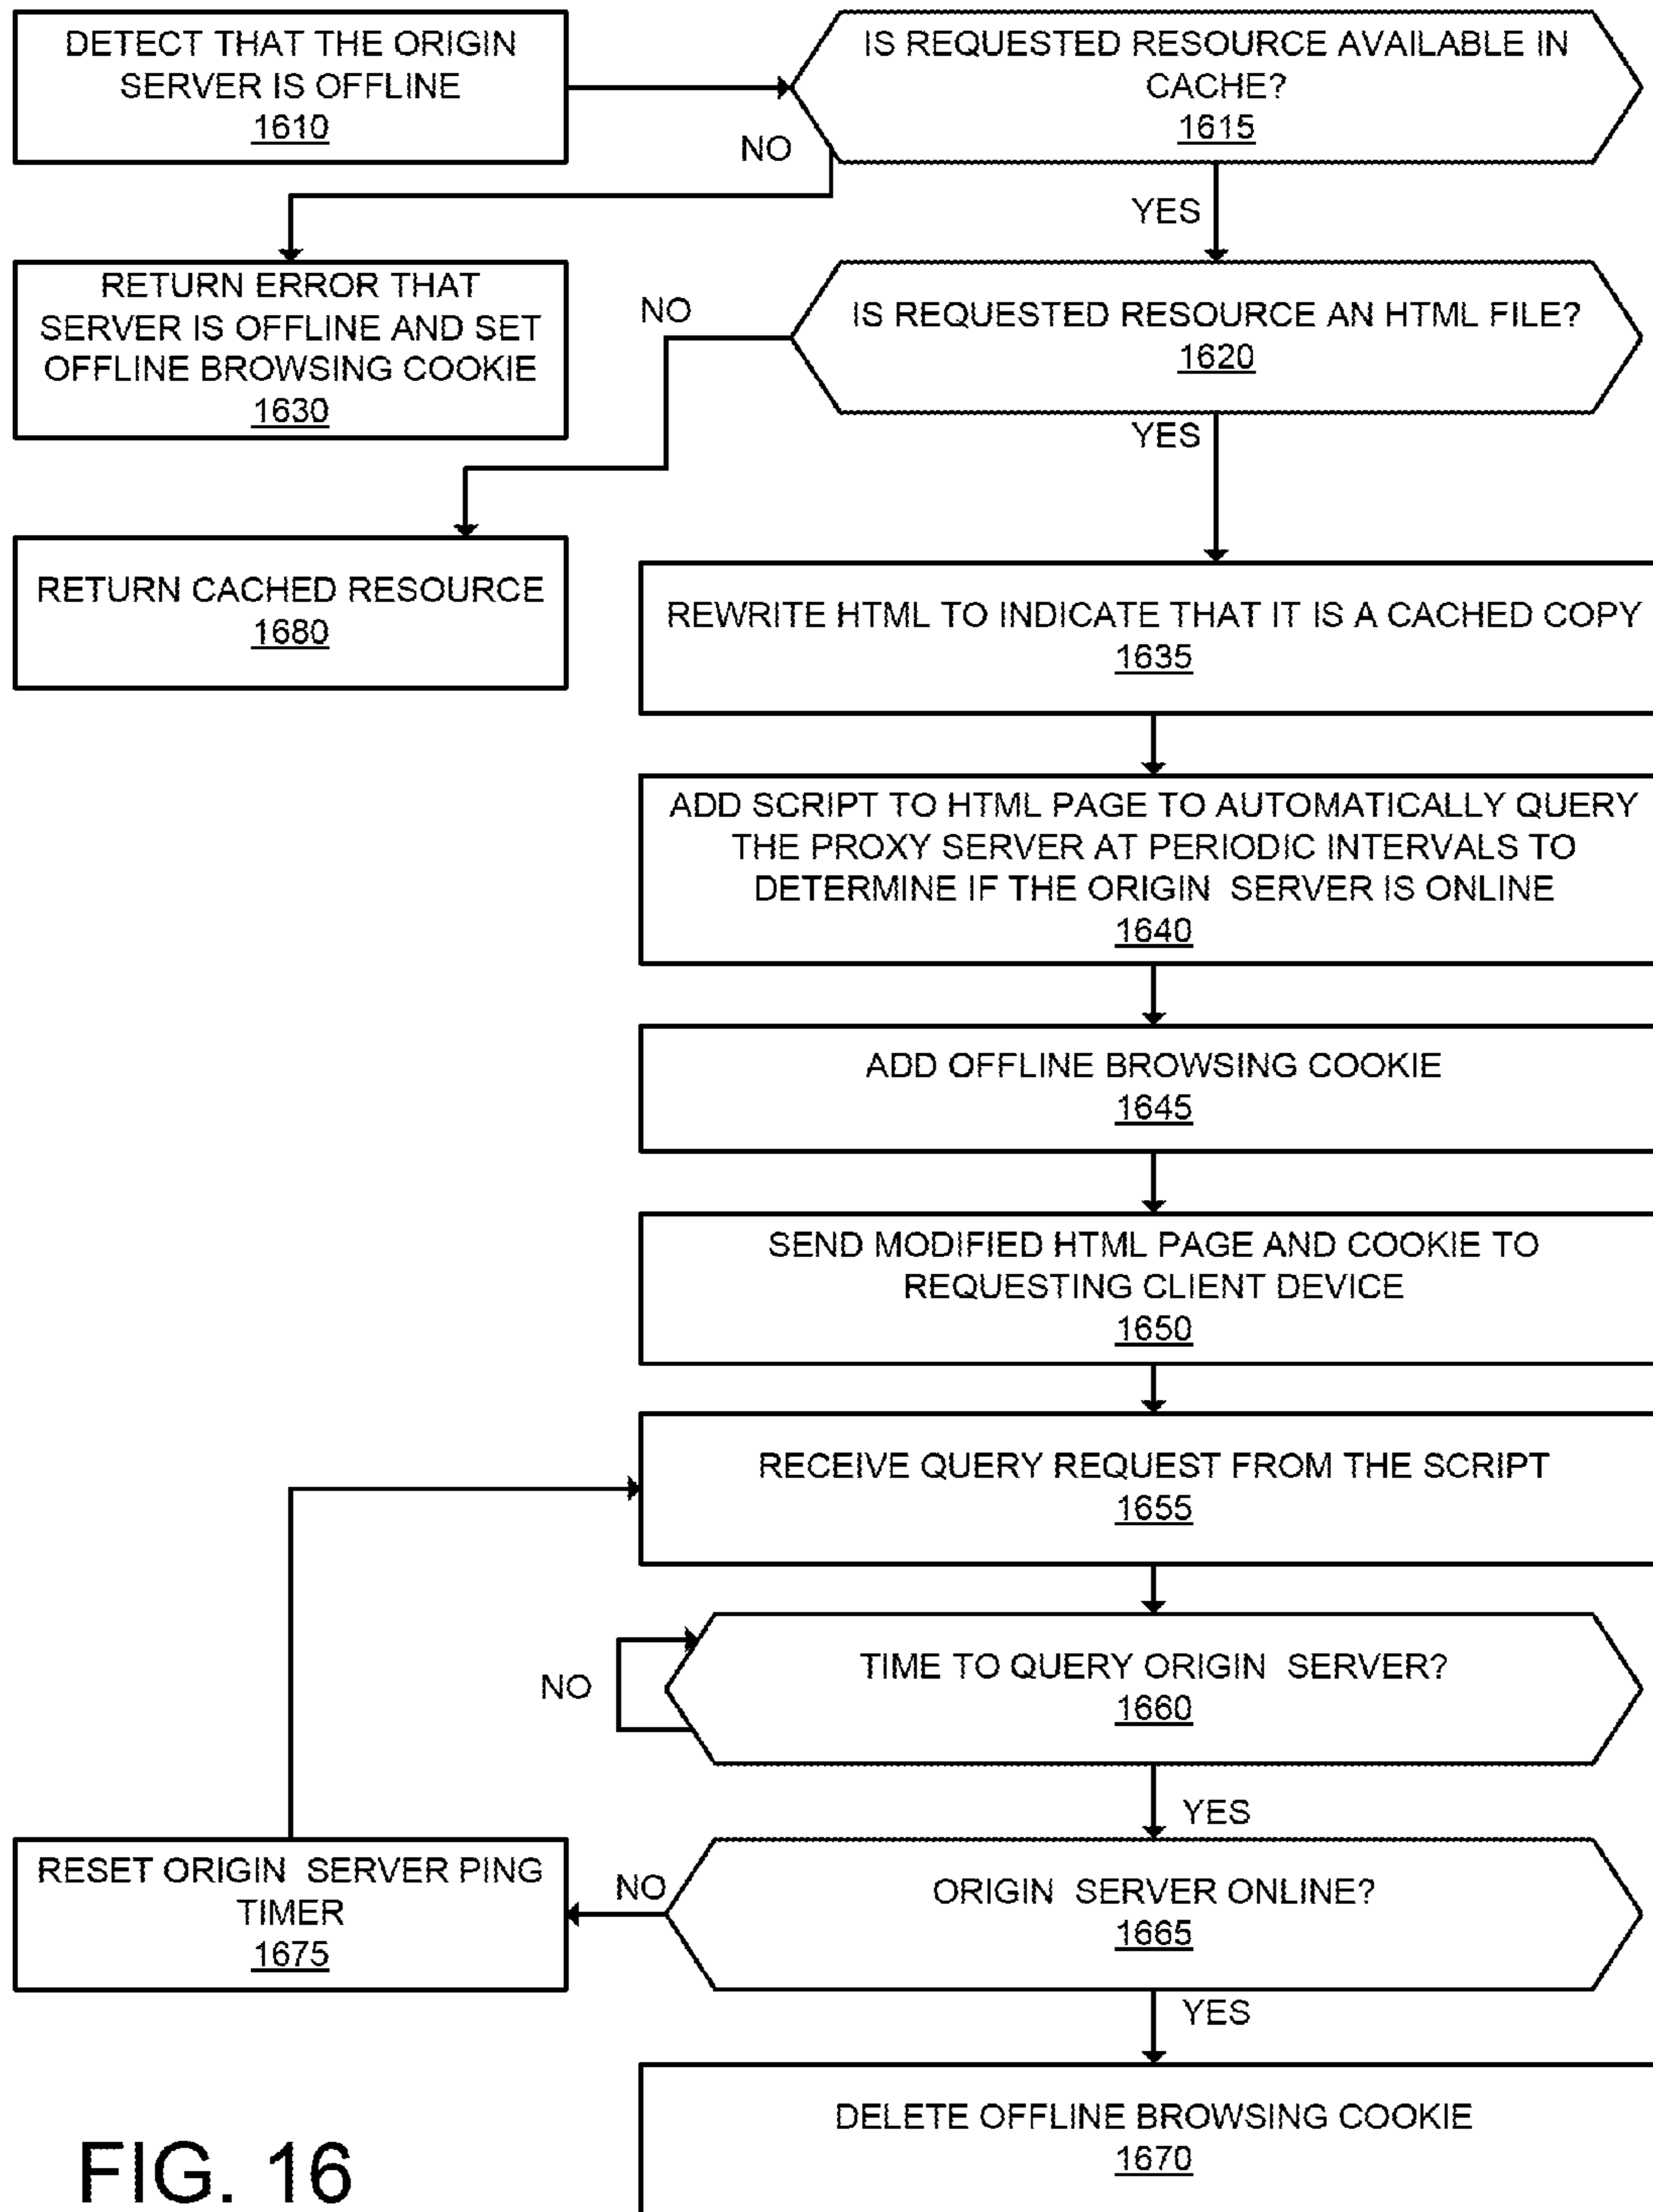 DETECT THAT THE ORIGIN
SERVER IS OFFLINE
1610
IS REQUESTED RESOURCE AVAILABLE IN
CACHE?
1615
NO
YES
RETURN ERROR THAT
SERVER IS OFFLINE AND SET
OFFLINE BROWSING COOKIE
1630
NO
IS REQUESTED RESOURCE AN HTML FILE?
1620
YES
RETURN CACHED RESOURCE
1680
REWRITE HTML TO INDICATE THAT IT IS A CACHED COPY
1635
ADD SCRIPT TO HTML PAGE TO AUTOMATICALLY QUERY
THE PROXY SERVER AT PERIODIC INTERVALS TO
DETERMINE IF THE ORIGIN SERVER IS ONLINE
1640
ADD OFFLINE BROWSING COOKIE
1645
SEND MODIFIED HTML PAGE AND COOKIE TO
REQUESTING CLIENT DEVICE
1650
RECEIVE QUERY REQUEST FROM THE SCRIPT
1655
NO
TIME TO QUERY ORIGIN SERVER?
1660
YES
RESET ORIGIN SERVER PING
TIMER
1675
NO
ORIGIN SERVER ONLINE?
1665
YES
DELETE OFFLINE BROWSING COOKIE
1670
FIG. 16